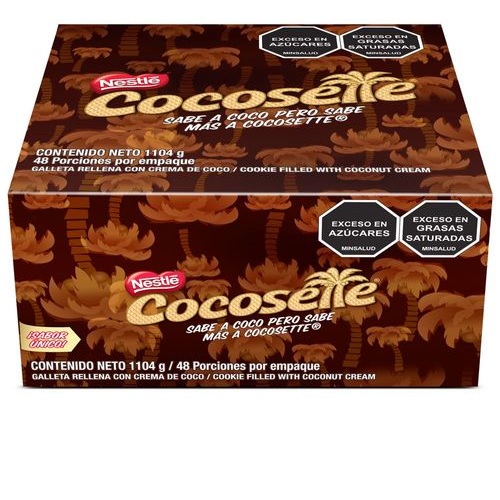 EXCESO EN
AZÚCARES
MINSALUD
EXCESO EN
GRASAS
SATURADAS
MINSALUD
Nestlé
Cocosette
SABE A COCO PERO SABE
MÁS A COCOSETTE®
CONTENIDO NETO 1104 g
48 Porciones por empaque
GALLETA RELLENA CON CREMA DE COCO / COOKIE FILLED WITH COCONUT CREAM
EXCESO EN
AZÚCARES
MINSALUD
EXCESO EN
GRASAS
SATURADAS
MINSALUD
Nestlé
Cocosette
SABE A COCO PERO SABE
MÁS A COCOSETTE®
¡SABOR
ÚNICO!
CONTENIDO NETO 1104 g / 48 Porciones por empaque
GALLETA RELLENA CON CREMA DE COCO / COOKIE FILLED WITH COCONUT CREAM